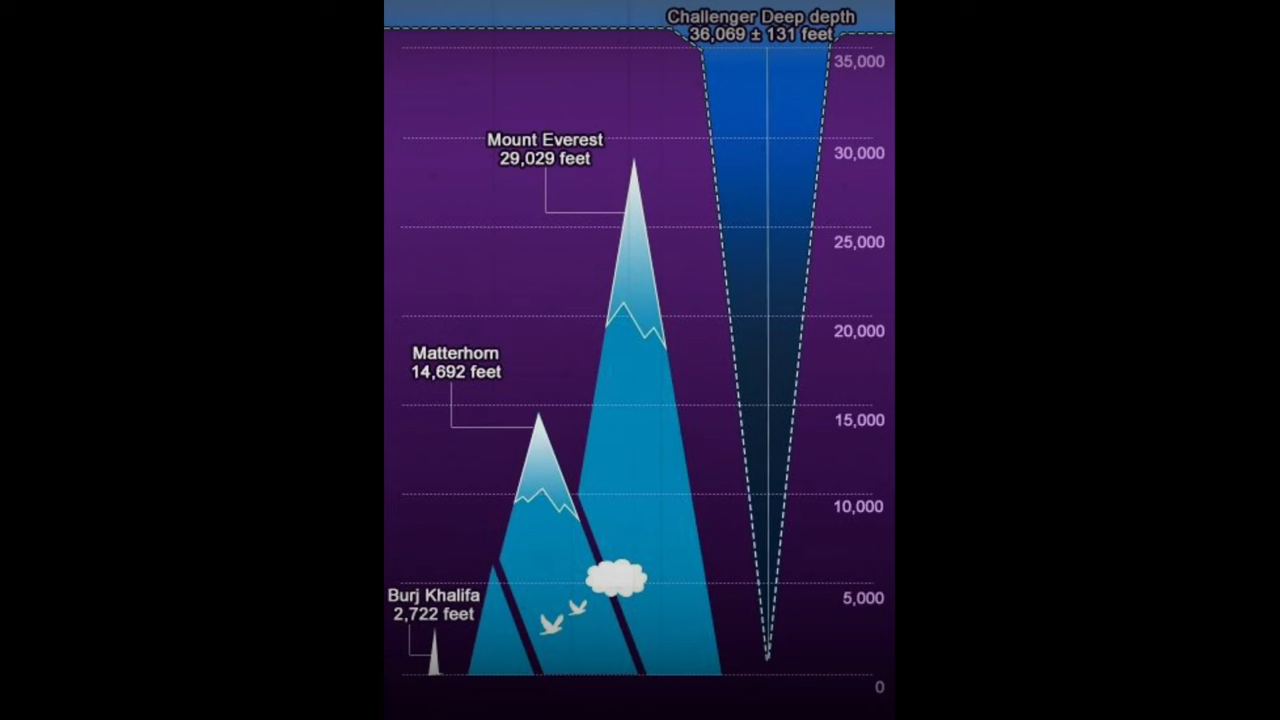 Challenger Deep depth
36,069 ± 131 feet
35,000
Mount Everest
29,029 feet
30,000
25,000
20,000
Matterhorn
14,692 feet
15,000
10,000
Burj Khalifa
2,722 feet
5,000
0